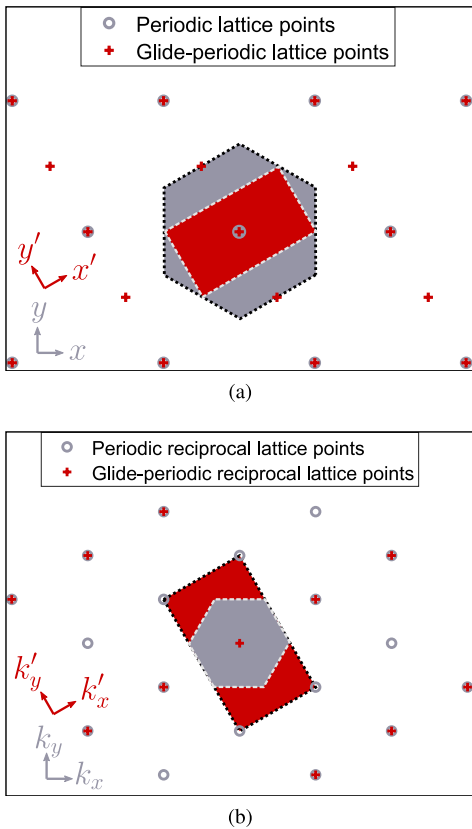 Periodic lattice points
Glide-periodic lattice points
y′
x′
y
x
(a)
Periodic reciprocal lattice points
Glide-periodic reciprocal lattice points
k′y
k′x
ky
kx
(b)